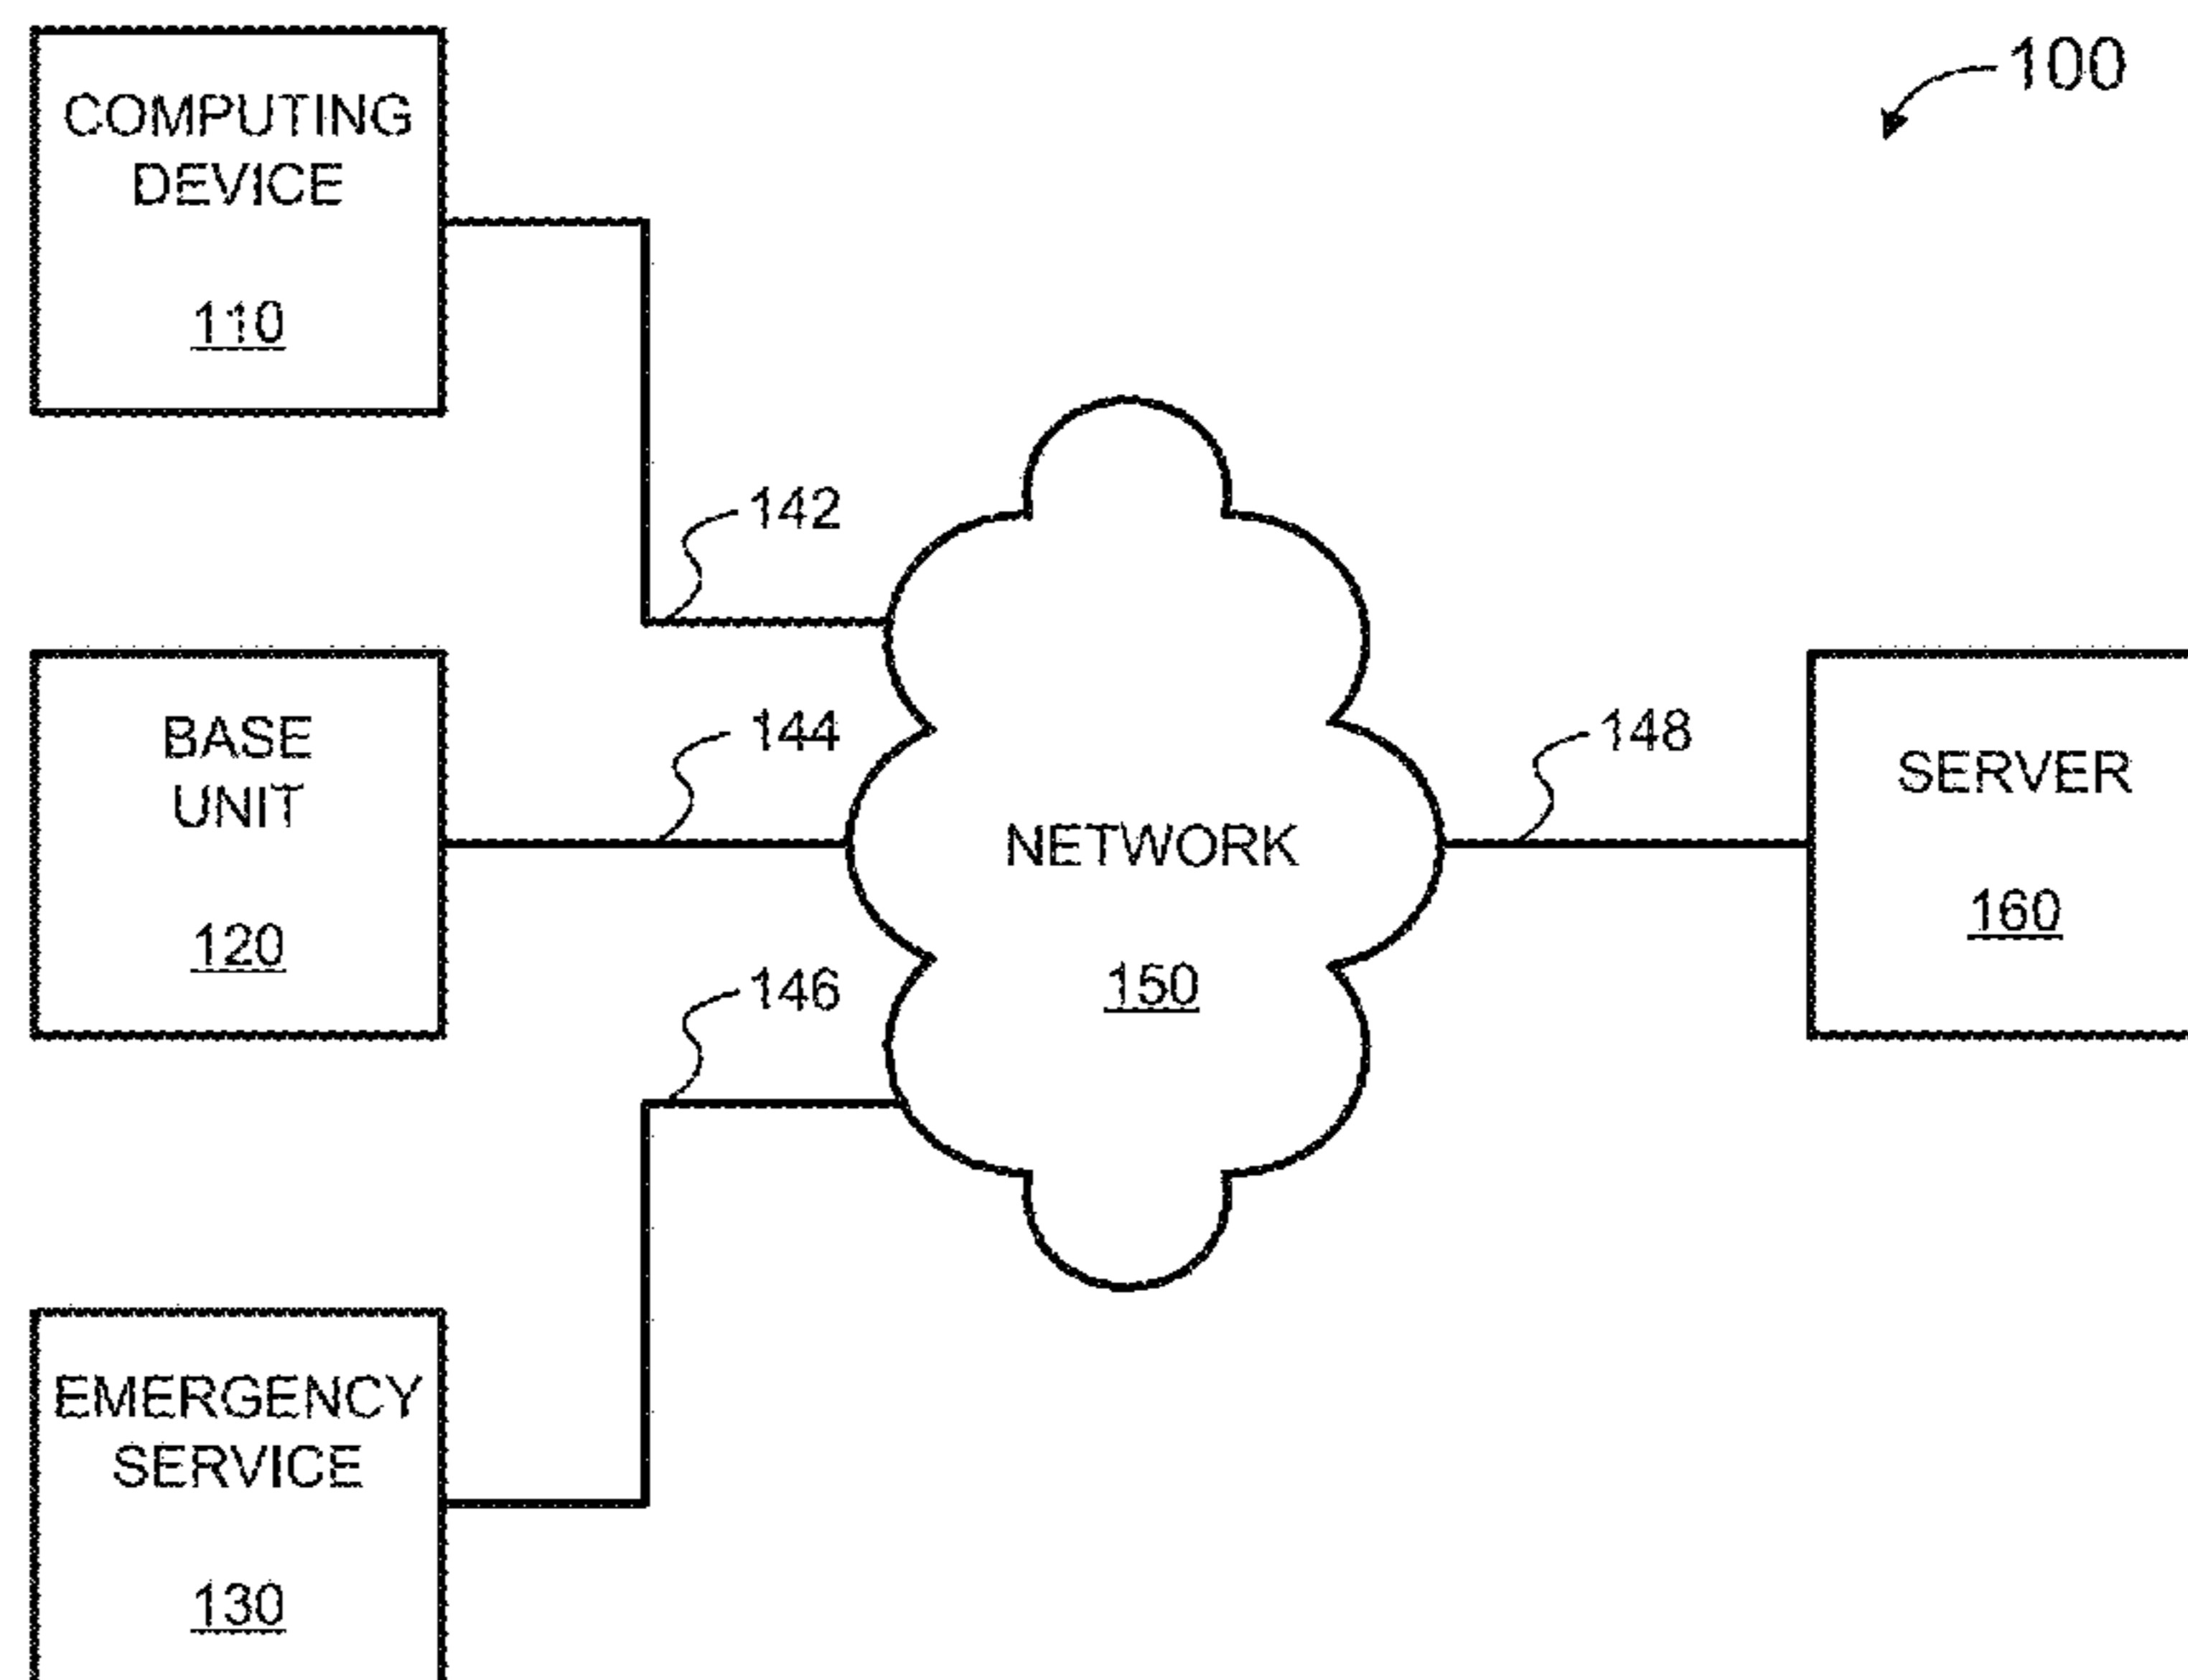 100
COMPUTING
DEVICE
110
142
BASE
UNIT
120
144
NETWORK
150
148
SERVER
160
146
EMERGENCY
SERVICE
130